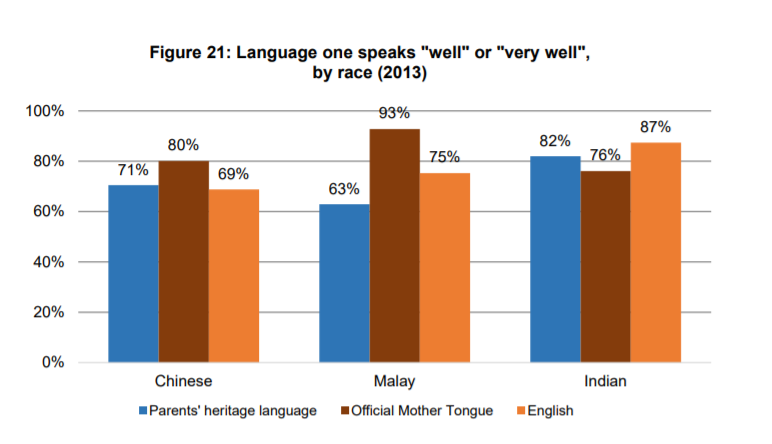 Figure 21: Language one speaks "well" or "very well",
by race (2013)
100%
80%
60%
40%
20%
0%
71%
80%
69%
63%
93%
75%
82%
76%
87%
Chinese
Malay
Indian
Parents' heritage language
Official Mother Tongue
English